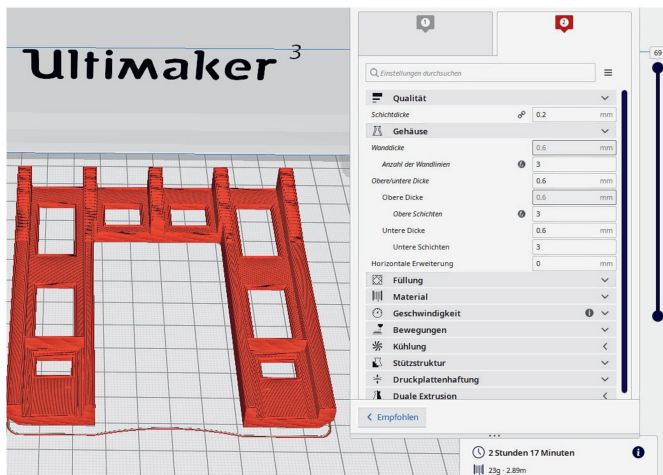 Ultimaker 3
1
2
69
Einstellungen durchsuchen
Qualität
Schichtdicke 0.2 mm
Gehäuse
Wanddicke 0.6 mm
Anzahl der Wandlinien 3
Obere/untere Dicke 0.6 mm
Obere Dicke 0.6 mm
Obere Schichten 3
Untere Dicke 0.6 mm
Untere Schichten 3
Horizontale Erweiterung 0 mm
Füllung
Material
Geschwindigkeit
Bewegungen
Kühlung
Stützstruktur
Druckplattenhaftung
Duale Extrusion
Empfohlen
2 Stunden 17 Minuten
23g · 2.89m